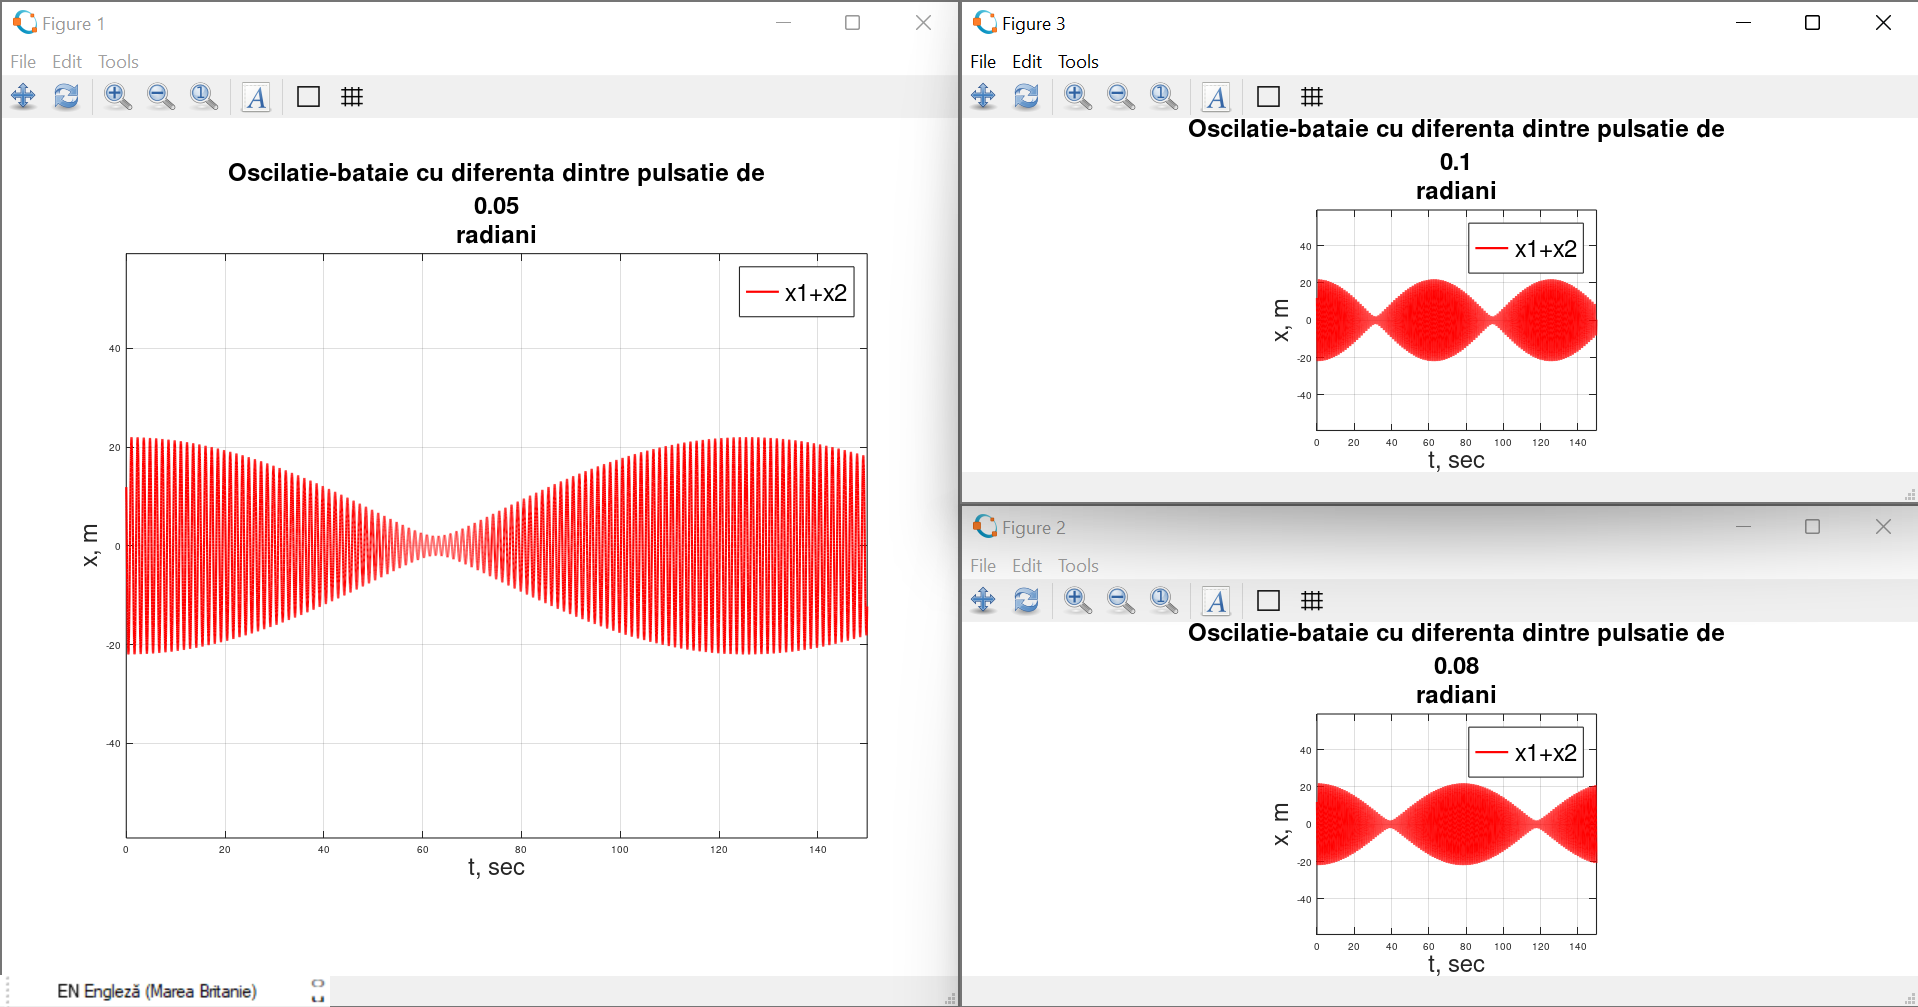 Figure 1
File Edit Tools
A
Oscilatie-bataie cu diferenta dintre pulsatie de
0.05
radiani
x1+x2
40
20
0
-20
-40
x, m
0 20 40 60 80 100 120 140
t, sec
EN Engleză (Marea Britanie)
Figure 3
File Edit Tools
A
Oscilatie-bataie cu diferenta dintre pulsatie de
0.1
radiani
x1+x2
40
20
0
-20
-40
x, m
0 20 40 60 80 100 120 140
t, sec
Figure 2
File Edit Tools
A
Oscilatie-bataie cu diferenta dintre pulsatie de
0.08
radiani
x1+x2
40
20
0
-20
-40
x, m
0 20 40 60 80 100 120 140
t, sec